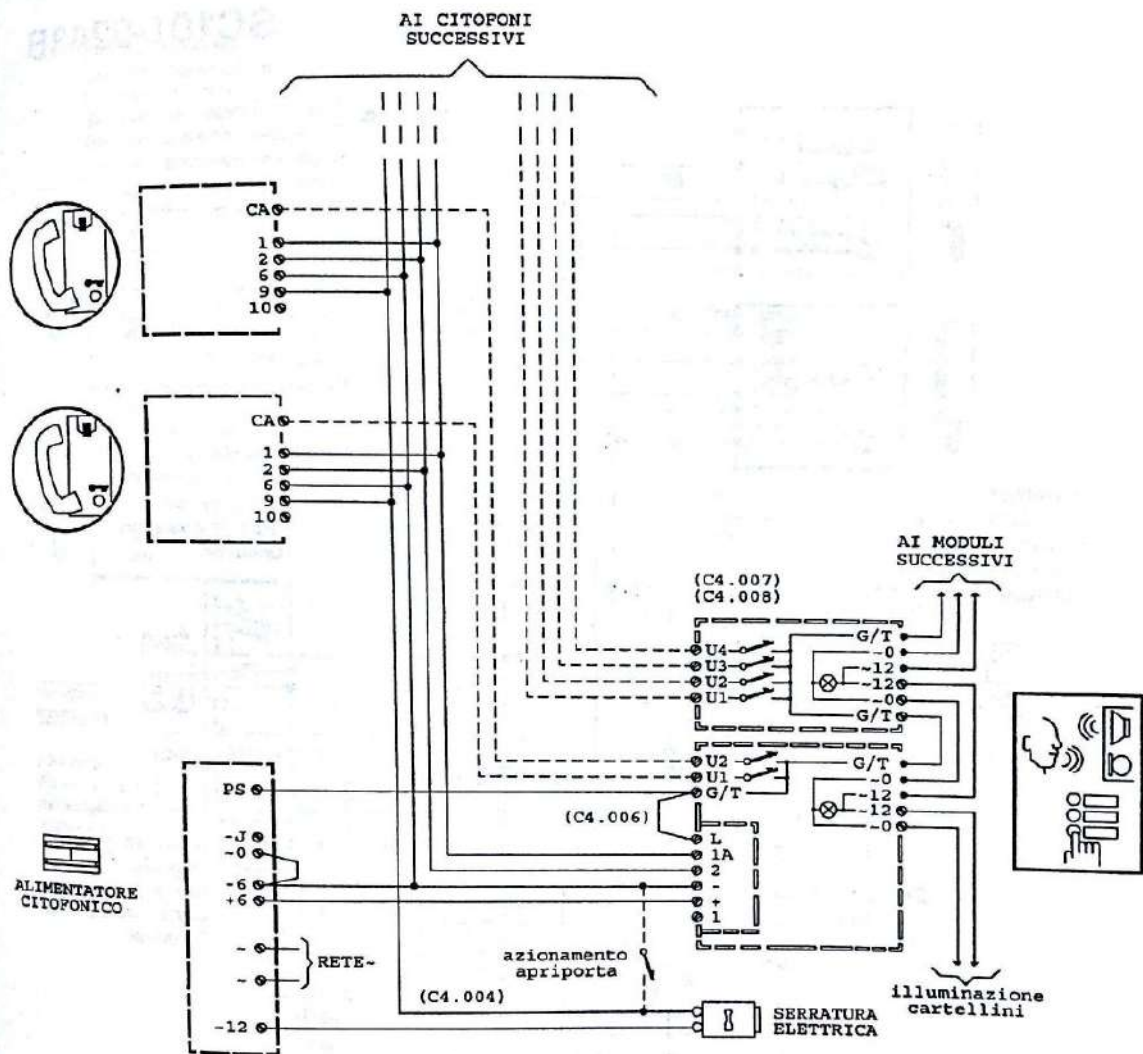 AI CITOFONI
SUCCESSIVI
CA
1
2
6
9
10
CA
1
2
6
9
10
AI MODULI
SUCCESSIVI
(C4.007)
(C4.008)
U4
U3
U2
U1
G/T
~0
~12
~12
~0
G/T
U2
U1
G/T
G/T
~0
~12
~12
~0
(C4.006)
L
1A
2
-
+
1
PS
-J
~0
-6
+6
~
~
RETE~
~12
ALIMENTATORE
CITOFONICO
azionamento
apriporta
(C4.004)
SERRATURA
ELETTRICA
illuminazione
cartellini